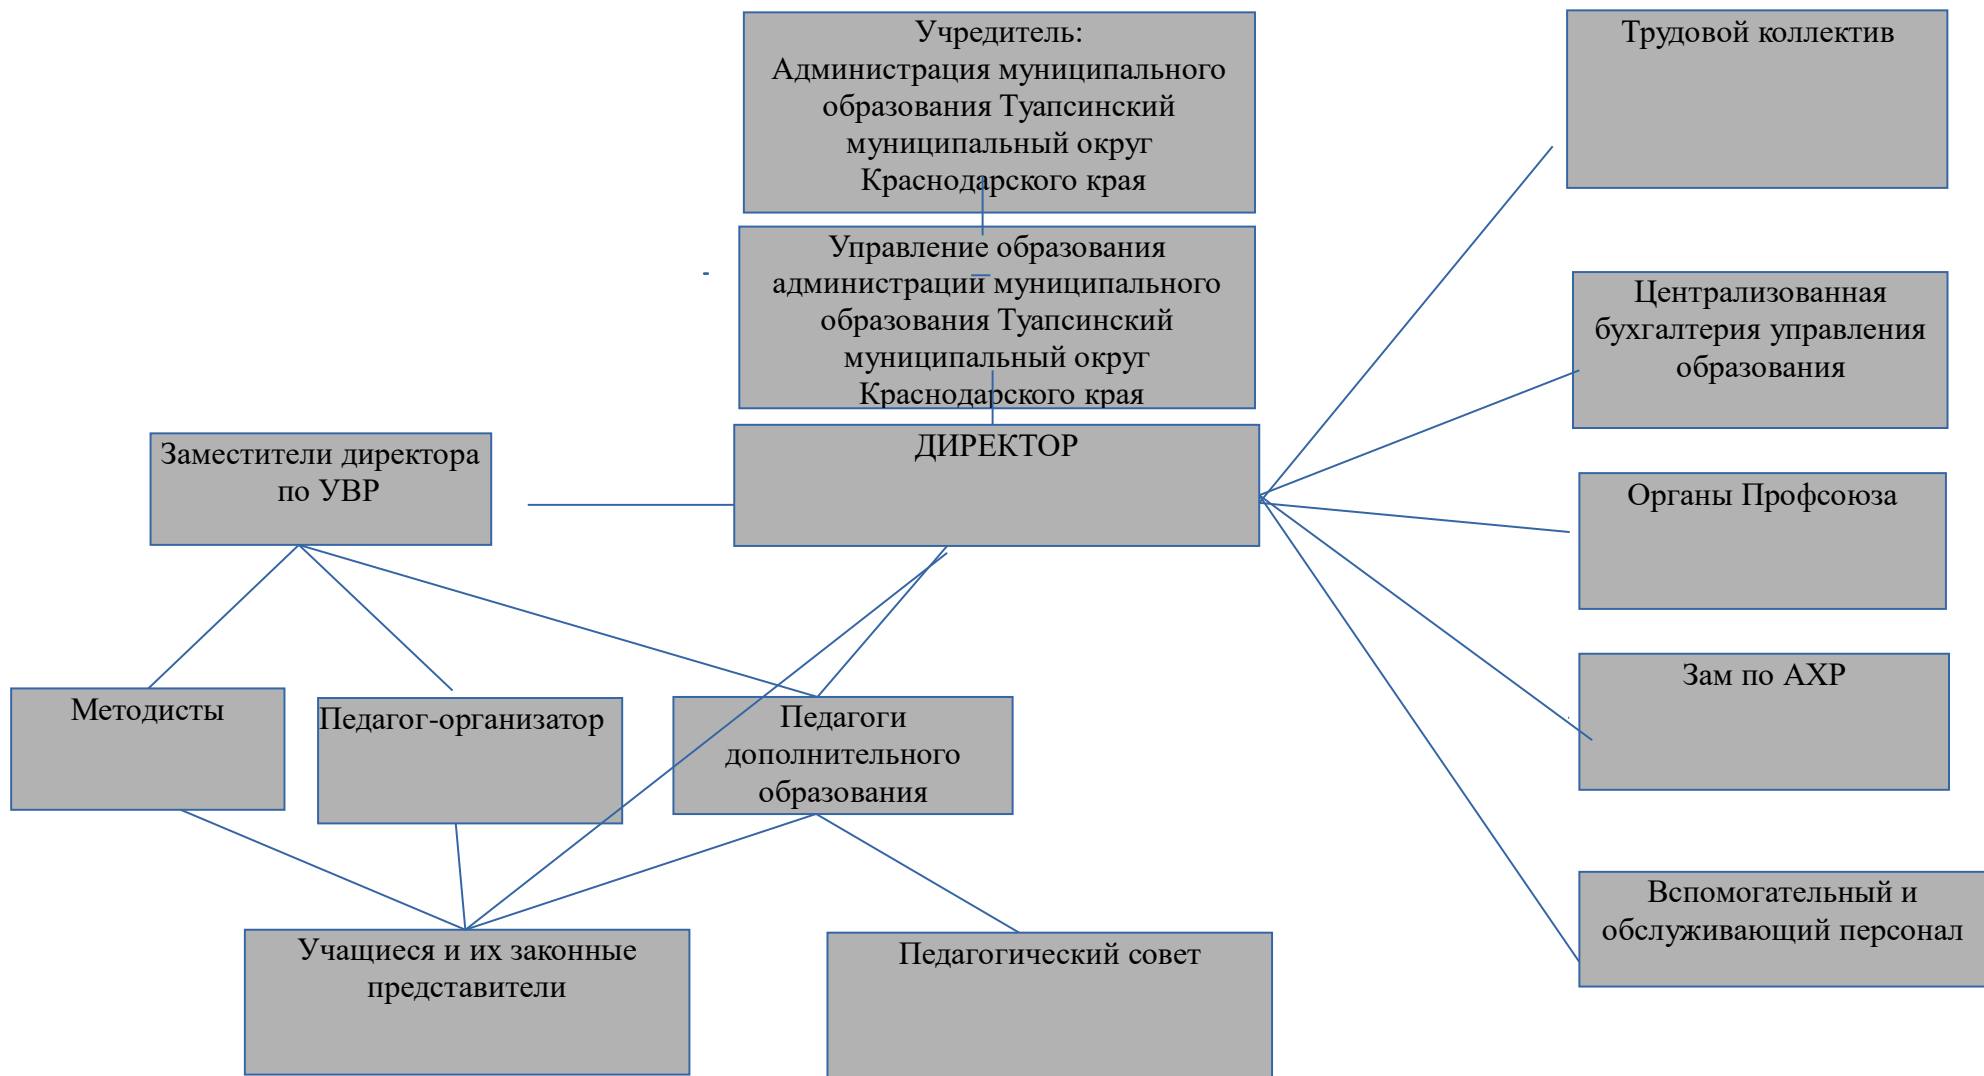 Учредитель:
Администрация муниципального
образования Туапсинский
муниципальный округ
Краснодарского края
Трудовой коллектив
Управление образования
администраций муниципального
образования Туапсинский
муниципальный округ
Краснодарского края
Централизованная
бухгалтерия управления
образования
Заместители директора
по УВР
ДИРЕКТОР
Органы Профсоюза
Методисты
Педагог-организатор
Педагоги
дополнительного
образования
Зам по АХР
Учащиеся и их законные
представители
Педагогический совет
Вспомогательный и
обслуживающий персонал